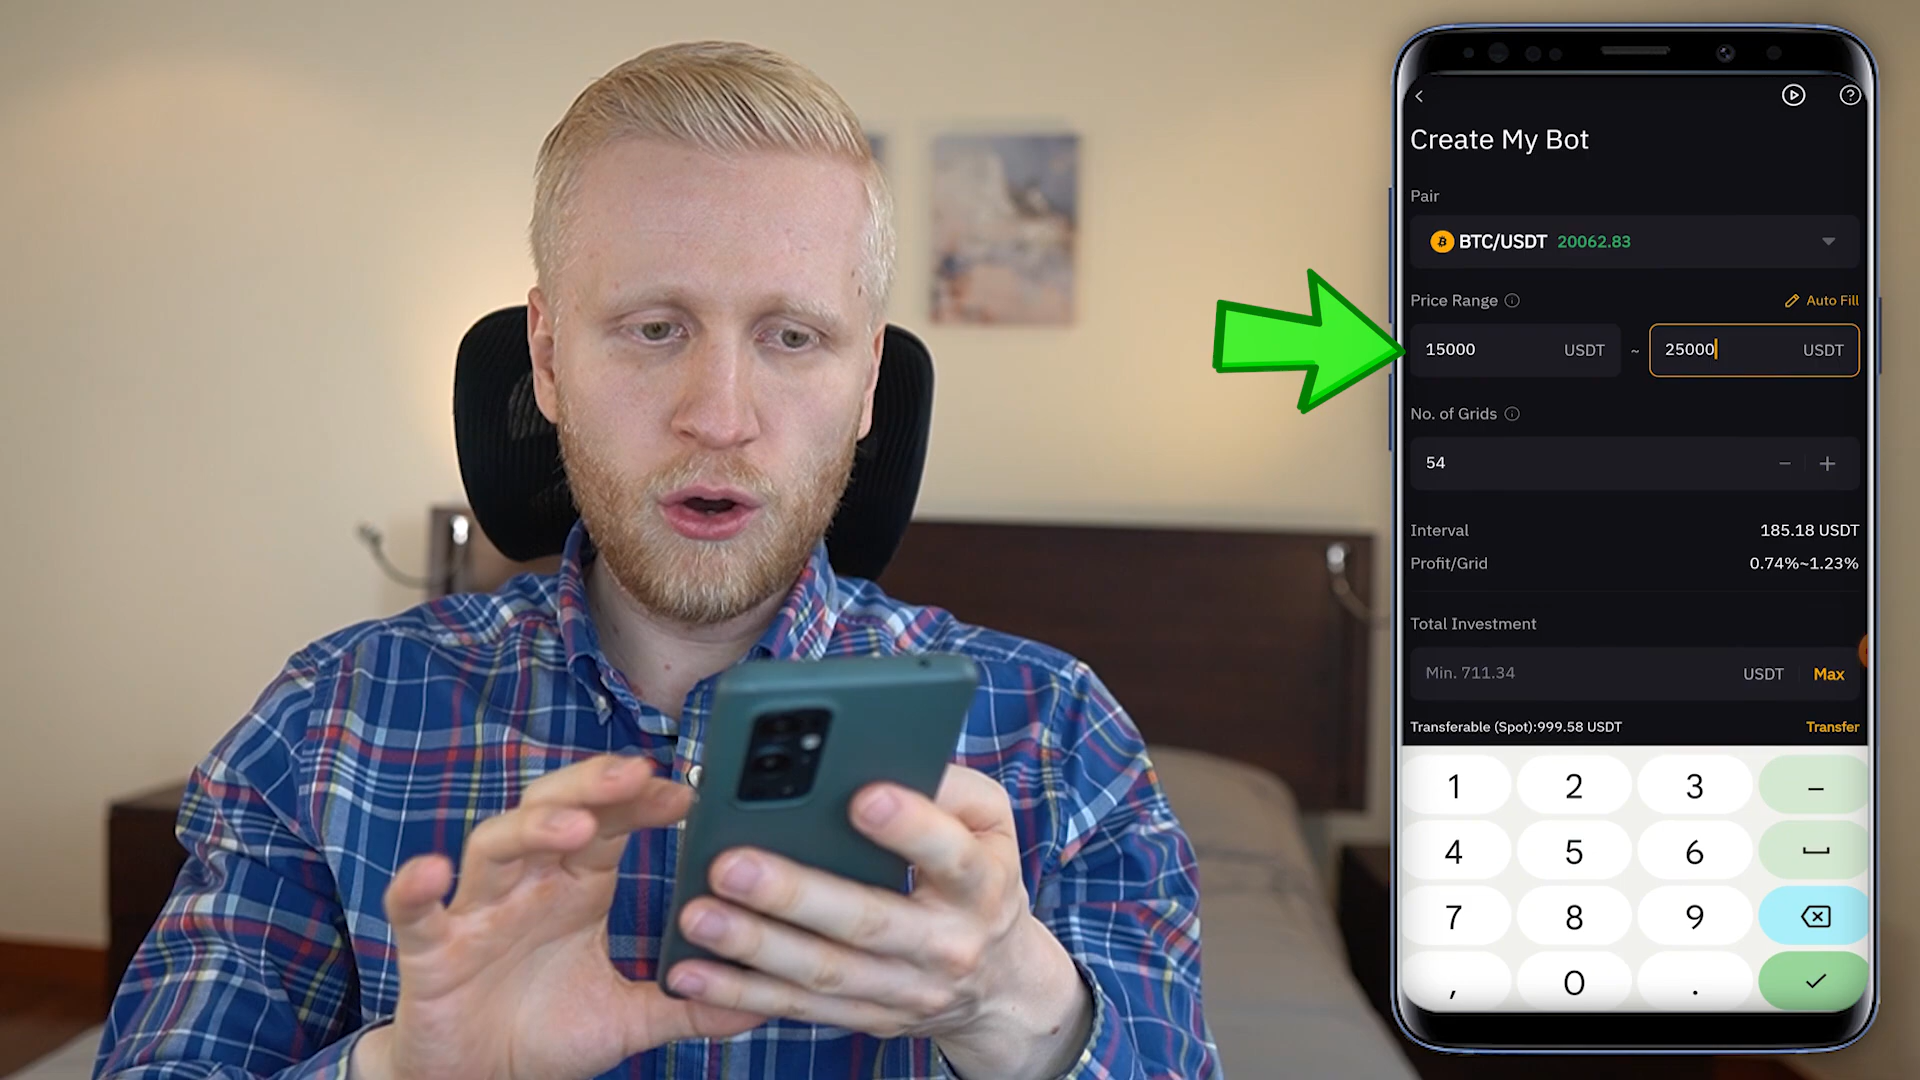 Create My Bot
Pair
BTC/USDT 20062.83
Price Range Auto Fill
15000 USDT ~ 25000 USDT
No. of Grids
54 - +
Interval 185.18 USDT
Profit/Grid 0.74%~1.23%
Total Investment
Min. 711.34 USDT Max
Transferable (Spot):999.58 USDT Transfer
1 2 3 -
4 5 6
7 8 9
, 0 .